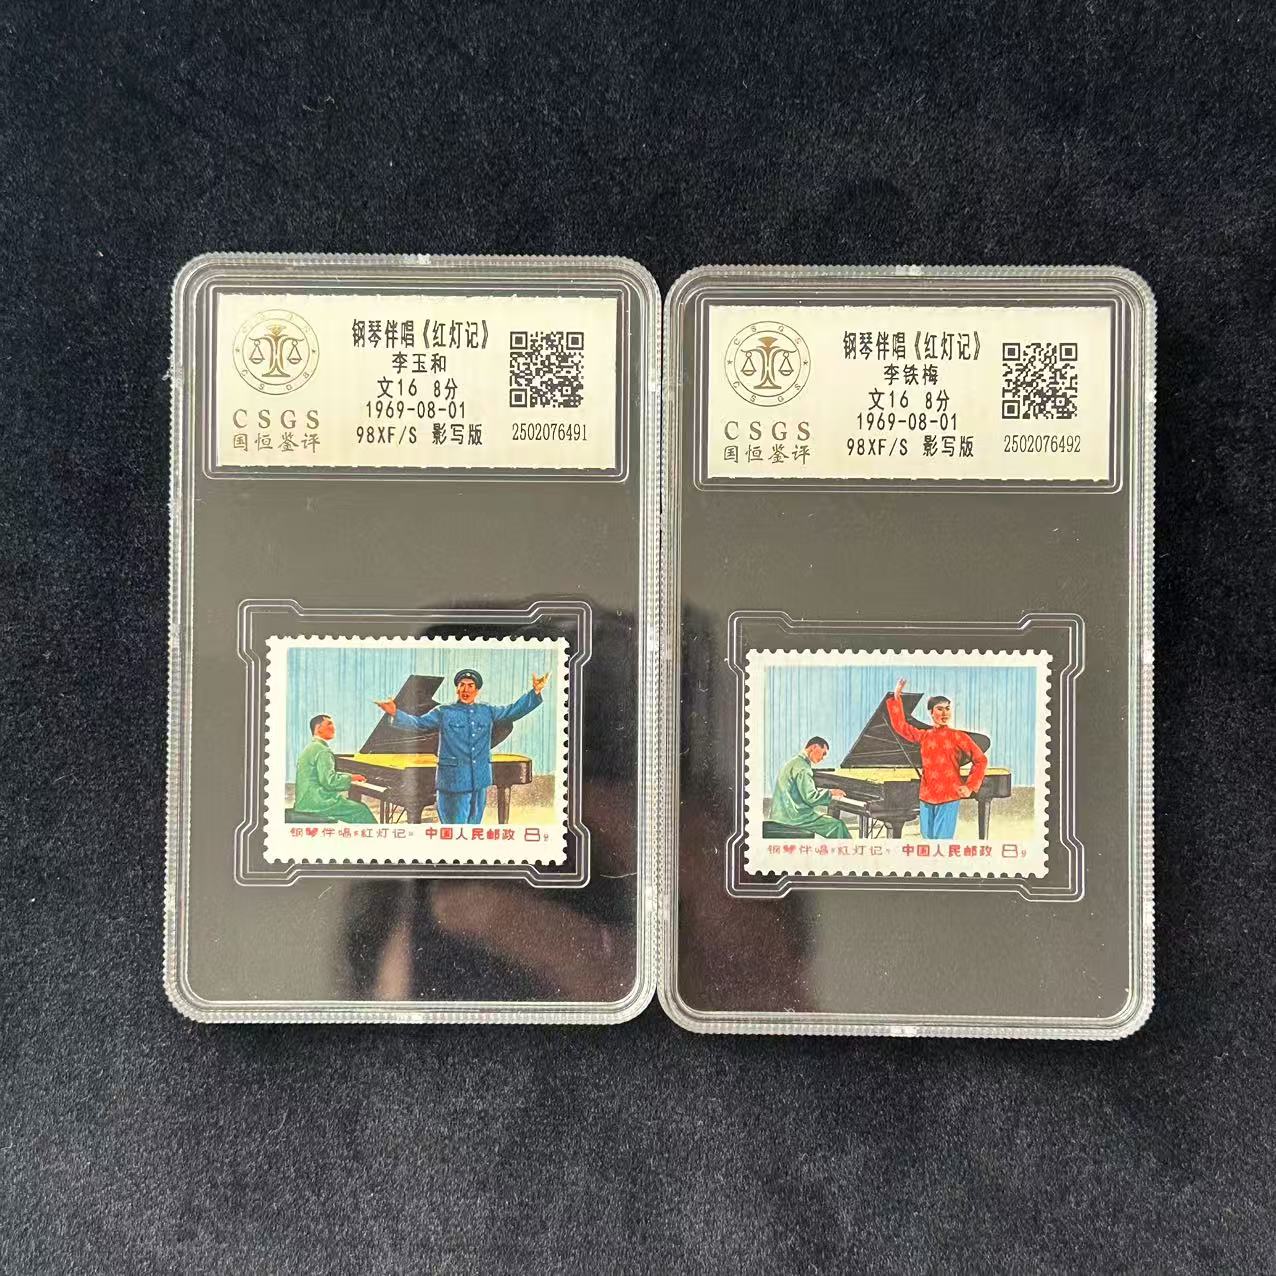 钢琴伴唱《红灯记》
李玉和
文16 8分
1969-08-01
98XF/S 影写版
2502076491
CSGS
国恒鉴评
钢琴伴唱《红灯记》
李铁梅
文16 8分
1969-08-01
98XF/S 影写版
2502076492
CSGS
国恒鉴评
钢琴伴唱《红灯记》 中国人民邮政 8分
钢琴伴唱《红灯记》 中国人民邮政 8分